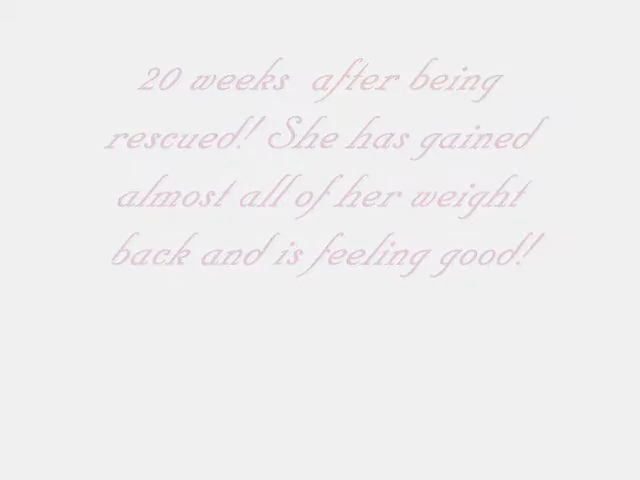 20 weeks after being
rescued! She has gained
almost all of her weight
back and is feeling good!